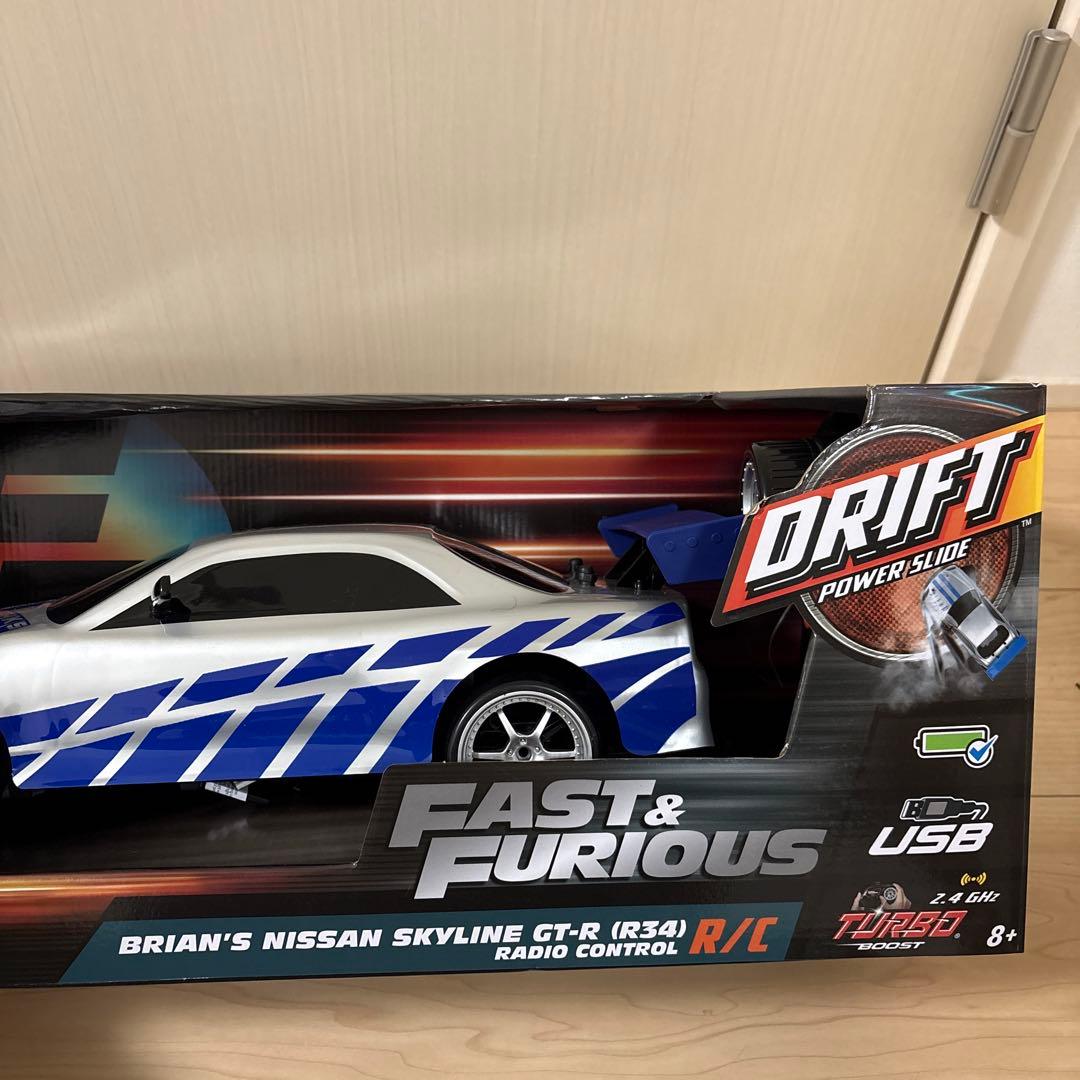 DRIFT
TM
POWER SLIDE
FAST &
FURIOUS
USB
2.4 GHz
TURBO®
BOOST
8+
BRIAN'S NISSAN SKYLINE GT-R (R34)
RADIO CONTROL R/C